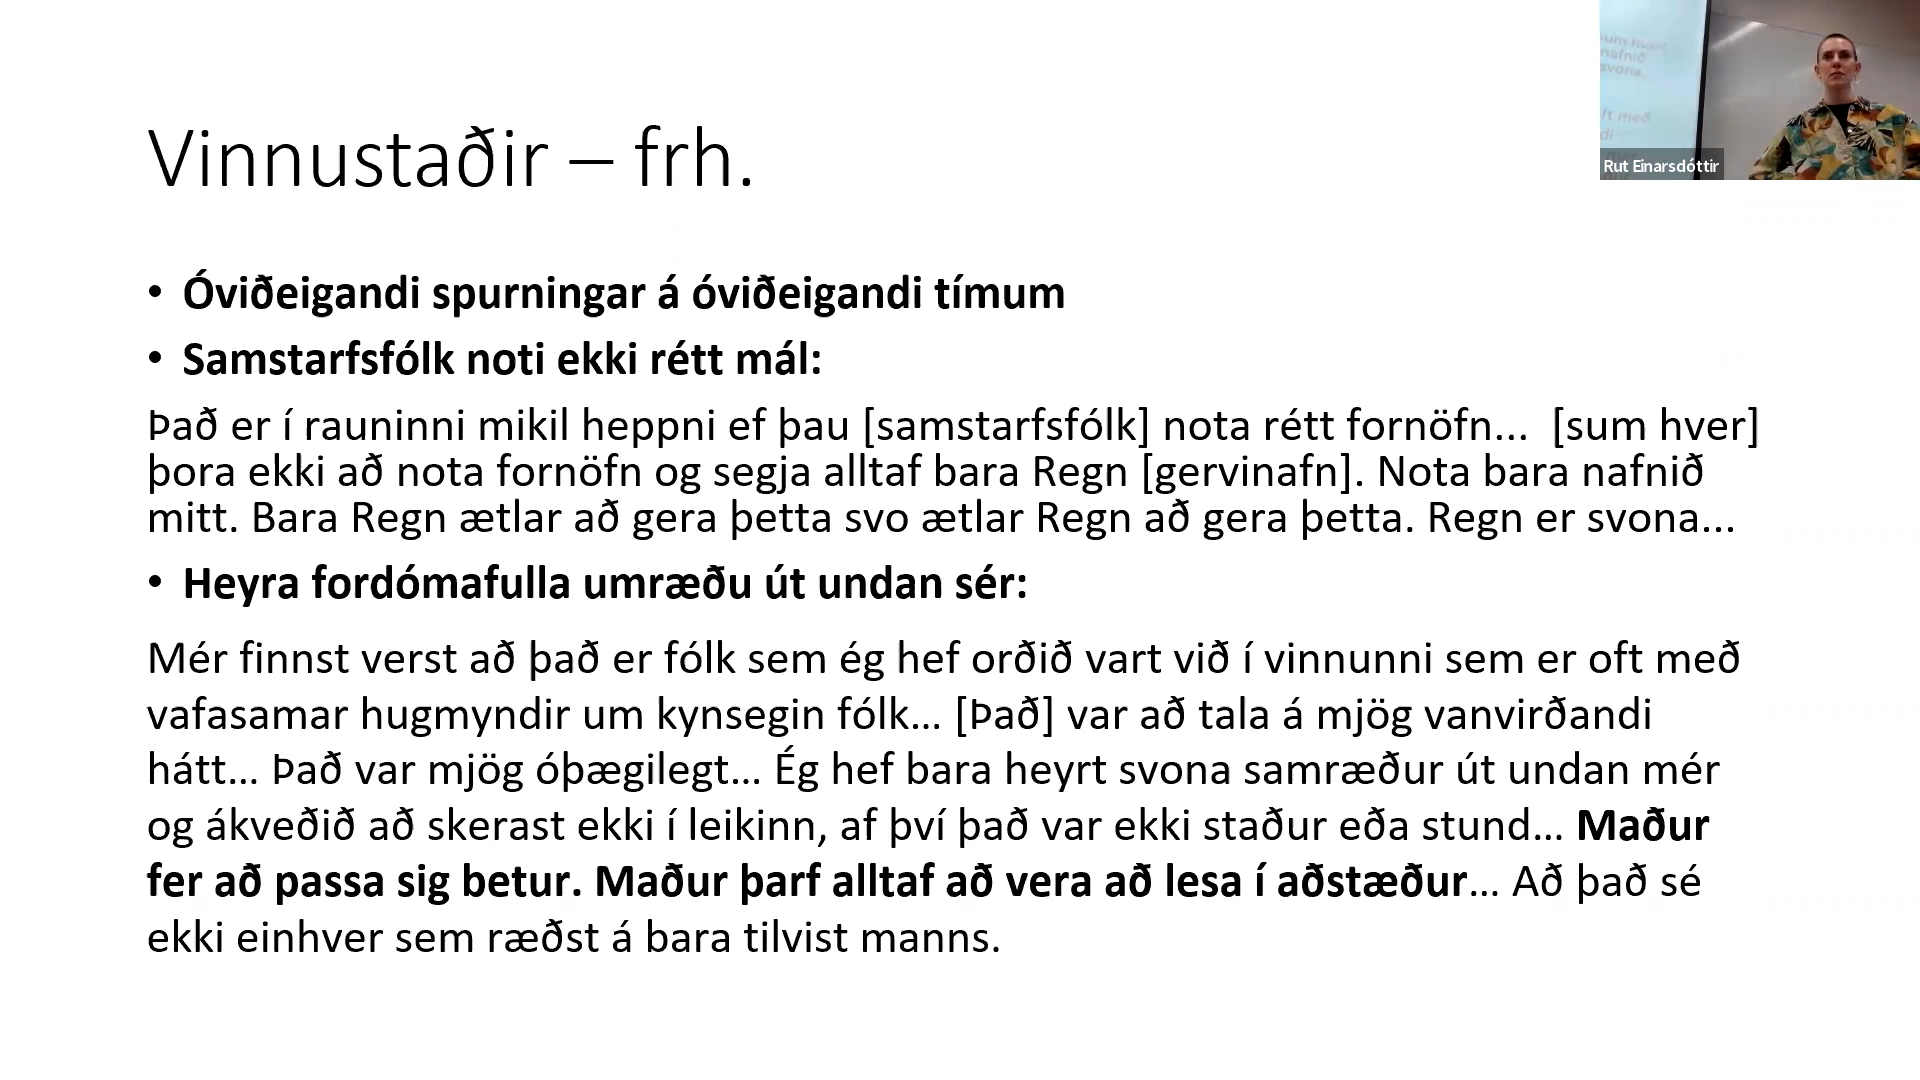 Vinnustaðir – frh.
• Óviðeigandi spurningar á óviðeigandi tímum
• Samstarfsfólk noti ekki rétt mál:
Það er í rauninni mikil heppni ef þau [samstarfsfólk] nota rétt fornöfn... [sum hver]
þora ekki að nota fornöfn og segja alltaf bara Regn [gervinafn]. Nota bara nafnið
mitt. Bara Regn ætlar að gera þetta svo ætlar Regn að gera þetta. Regn er svona...
• Heyra fordómafulla umræðu út undan sér:
Mér finnst verst að það er fólk sem ég hef orðið vart við í vinnunni sem er oft með
vafasamar hugmyndir um kynsegin fólk… [Það] var að tala á mjög vanvirðandi
hátt… Það var mjög óþægilegt… Ég hef bara heyrt svona samræður út undan mér
og ákveðið að skerast ekki í leikinn, af því það var ekki staður eða stund… Maður
fer að passa sig betur. Maður þarf alltaf að vera að lesa í aðstæður… Að það sé
ekki einhver sem ræðst á bara tilvist manns.
sum hver]
nafnið
svona...
ft með
di
Rut Einarsdóttir